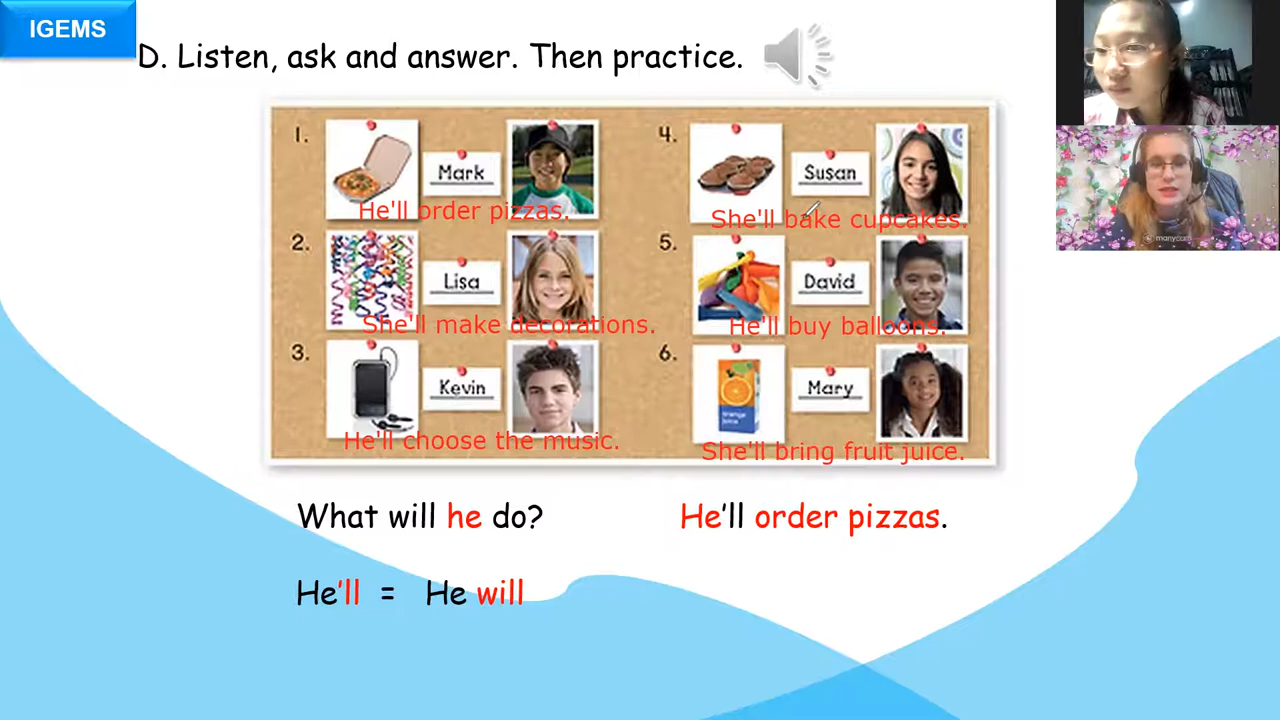 IGEMS
D. Listen, ask and answer. Then practice.
1.
Mark
He'll order pizzas.
2.
Lisa
She'll make decorations.
3.
Kevin
He'll choose the music.
4.
Susan
She'll bake cupcakes.
5.
David
He'll buy balloons.
6.
orange
juice
Mary
She'll bring fruit juice.
What will he do?
He'll order pizzas.
He'll = He will
manycam